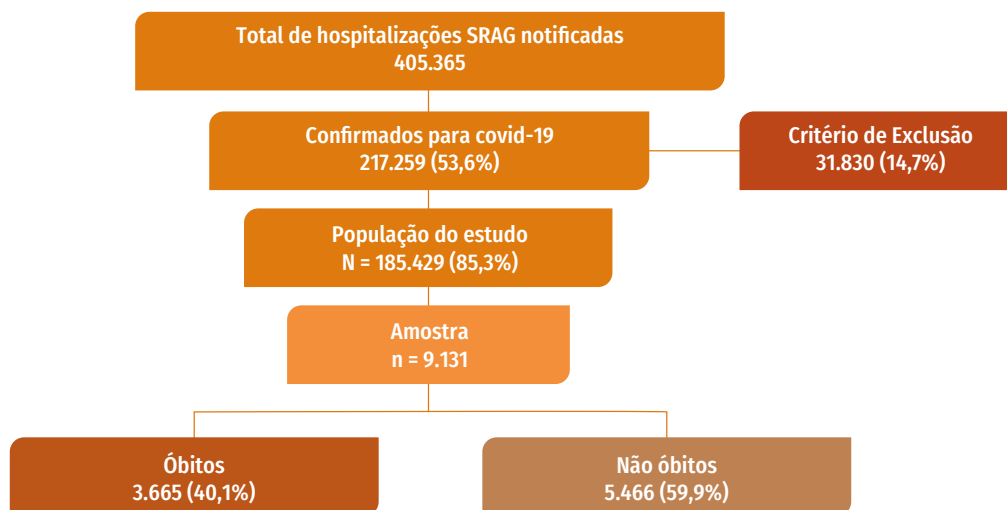 Total de hospitalizações SRAG notificadas
405.365
Confirmados para covid-19
217.259 (53,6%)
Critério de Exclusão
31.830 (14,7%)
População do estudo
N = 185.429 (85,3%)
Amostra
n = 9.131
Óbitos
3.665 (40,1%)
Não óbitos
5.466 (59,9%)